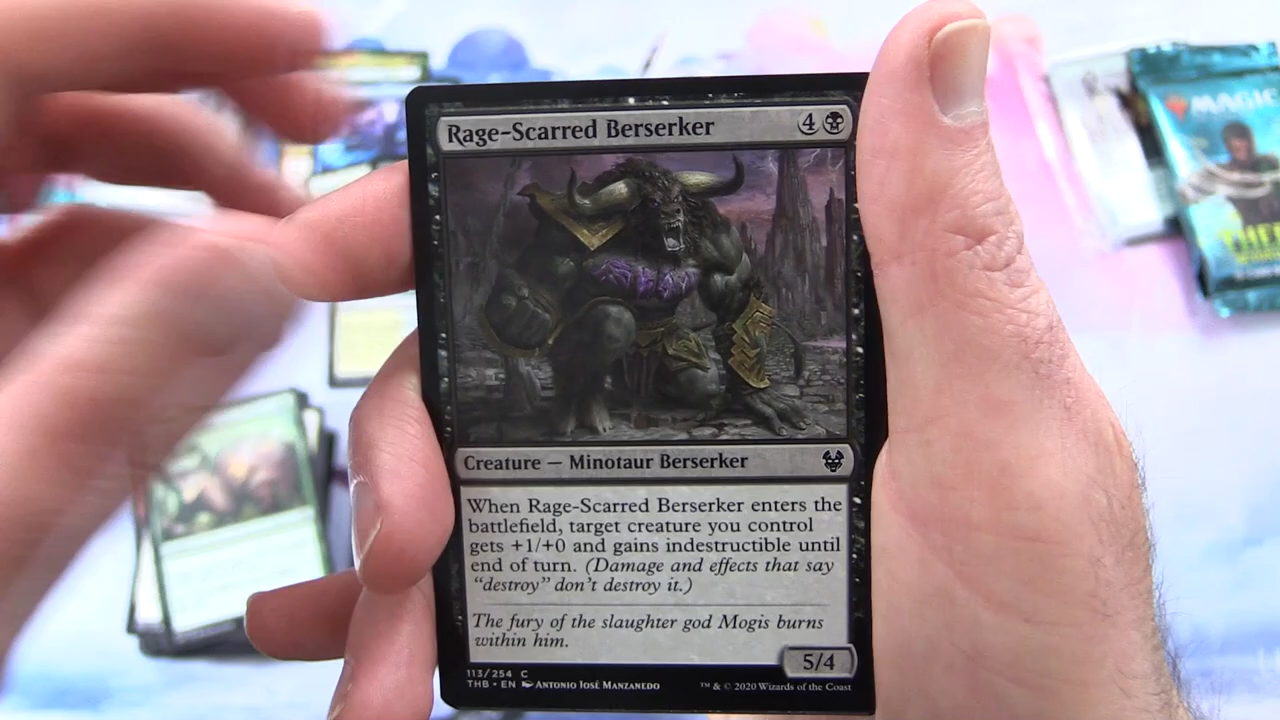 Rage-Scarred Berserker 4
Creature — Minotaur Berserker
When Rage-Scarred Berserker enters the
battlefield, target creature you control
gets +1/+0 and gains indestructible until
end of turn. (Damage and effects that say
"destroy" don't destroy it.)
The fury of the slaughter god Mogis burns
within him.
5/4
113/254 C
THB • EN Antonio José Manzanedo
™ & © 2020 Wizards of the Coast
MAGIC